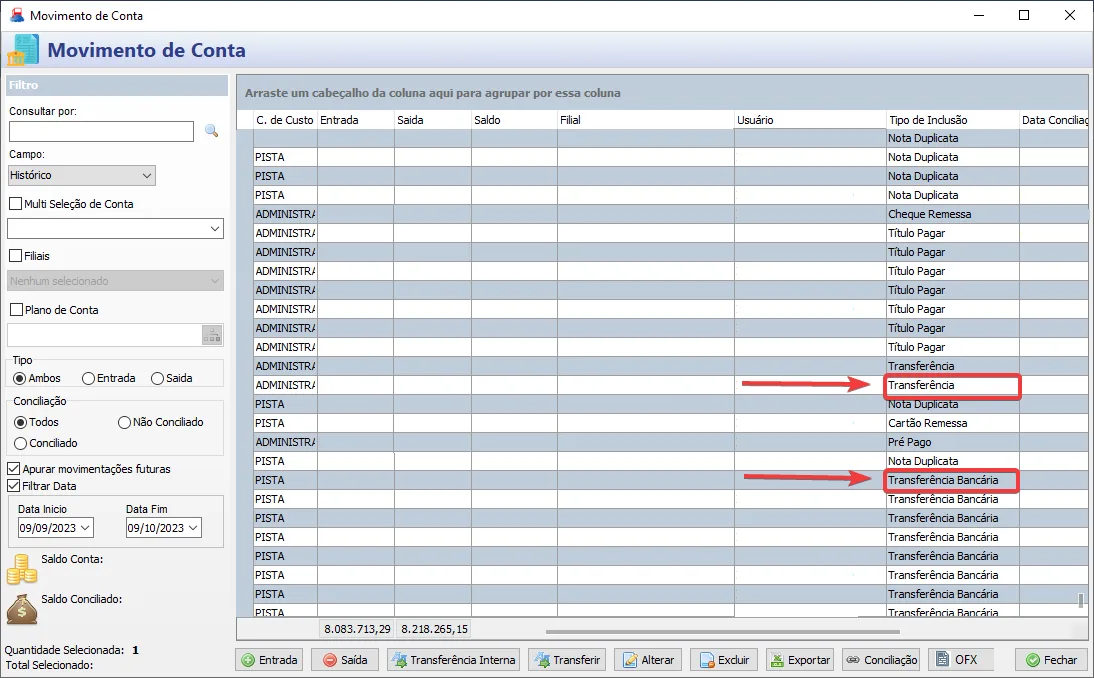 Movimento de Conta
Movimento de Conta
Filtro
Consultar por:
Campo:
Histórico
Multi Seleção de Conta
Filiais
Nenhum selecionado
Plano de Conta
Tipo
Ambos Entrada Saida
Conciliação
Todos Não Conciliado
Conciliado
Apurar movimentações futuras
Filtrar Data
Data Inicio Data Fim
09/09/2023 09/10/2023
Saldo Conta:
Saldo Conciliado:
Quantidade Selecionada: 1
Total Selecionado:
Arraste um cabeçalho da coluna aqui para agrupar por essa coluna
C. de Custo Entrada Saida Saldo Filial Usuário Tipo de Inclusão Data Conciliaç
Nota Duplicata
PISTA Nota Duplicata
PISTA Nota Duplicata
PISTA Nota Duplicata
ADMINISTRA Cheque Remessa
ADMINISTRA Título Pagar
ADMINISTRA Título Pagar
ADMINISTRA Título Pagar
ADMINISTRA Título Pagar
ADMINISTRA Título Pagar
ADMINISTRA Título Pagar
ADMINISTRA Título Pagar
ADMINISTRA Transferência
ADMINISTRA Transferência
PISTA Nota Duplicata
PISTA Cartão Remessa
ADMINISTRA Pré Pago
PISTA Nota Duplicata
PISTA Transferência Bancária
PISTA Transferência Bancária
PISTA Transferência Bancária
PISTA Transferência Bancária
PISTA Transferência Bancária
PISTA Transferência Bancária
PISTA Transferência Bancária
PISTA Transferência Bancária
8.083.713,29 8.218.265,15
Entrada Saída Transferência Interna Transferir Alterar Excluir Exportar Conciliação OFX Fechar